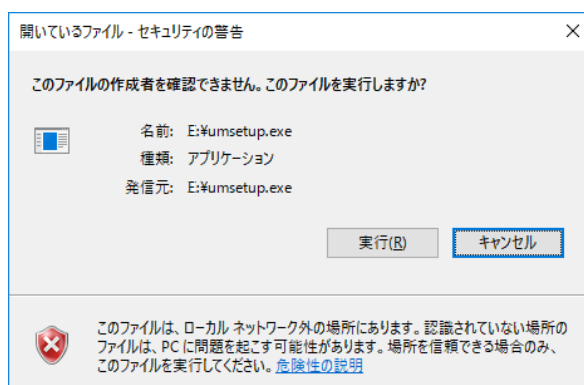 開いているファイル - セキュリティの警告
このファイルの作成者を確認できません。このファイルを実行しますか?
名前: E:¥umsetup.exe
種類: アプリケーション
発信元: E:¥umsetup.exe
実行(R) キャンセル
このファイルは、ローカル ネットワーク外の場所にあります。認識されていない場所の
ファイルは、PC に問題を起こす可能性があります。場所を信頼できる場合のみ、
このファイルを実行してください。危険性の説明